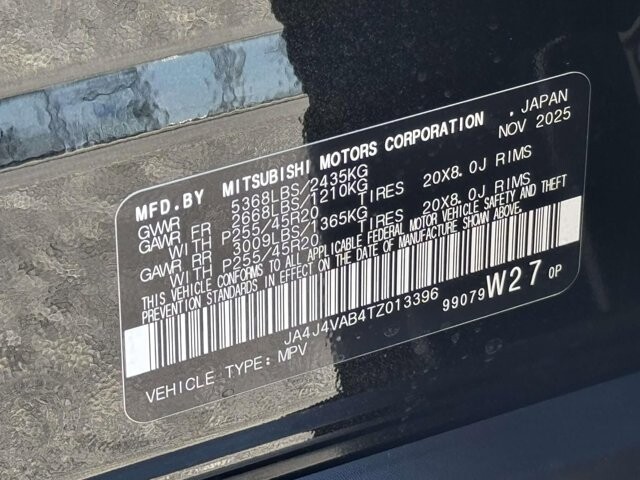 MFD.BY MITSUBISHI MOTORS CORPORATION . JAPAN
NOV 2025
GVWR 5368LBS/2435KG
GAWR FR 2668LBS/1210KG
WITH P255/45R20 TIRES 20X8.0J RIMS
GAWR RR 3009LBS/1365KG
WITH P255/45R20 TIRES 20X8.0J RIMS
THIS VEHICLE CONFORMS TO ALL APPLICABLE FEDERAL MOTOR VEHICLE SAFETY AND THEFT
PREVENTION STANDARDS IN EFFECT ON THE DATE OF MANUFACTURE SHOWN ABOVE.
JA4J4VAB4TZ013396
99079 W27 0P
VEHICLE TYPE: MPV